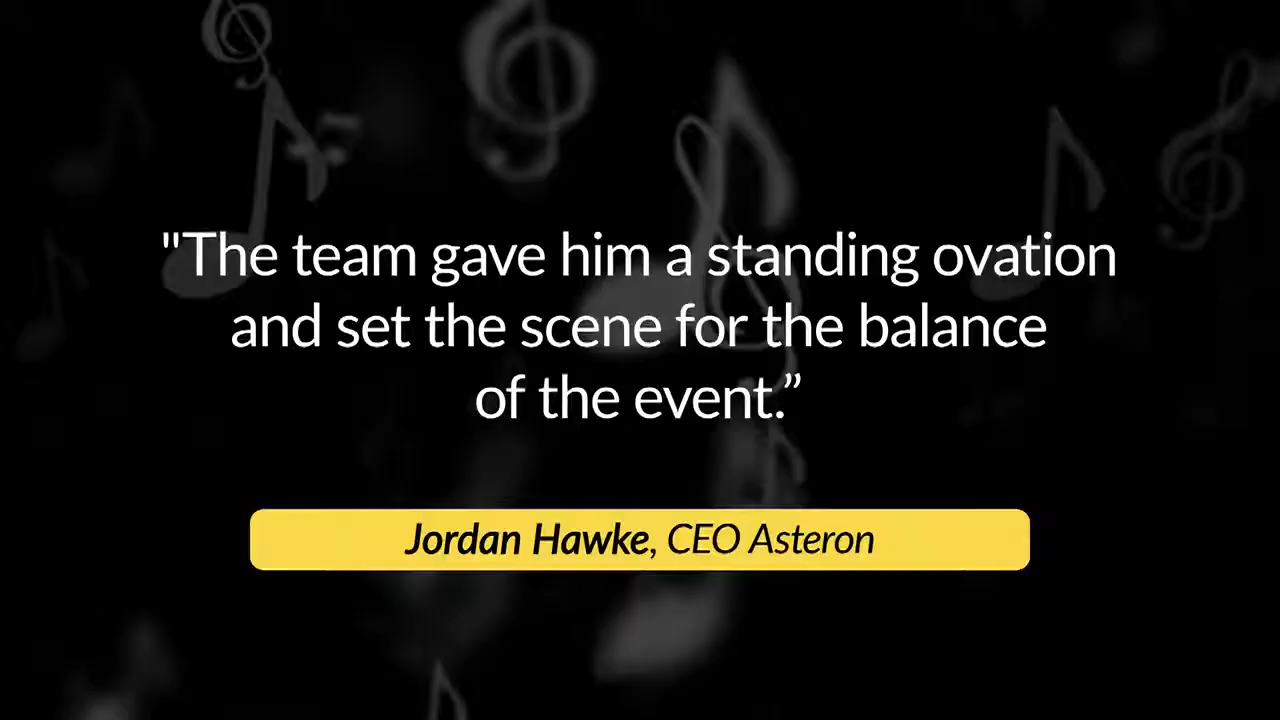 "The team gave him a standing ovation
and set the scene for the balance
of the event.”
Jordan Hawke, CEO Asteron